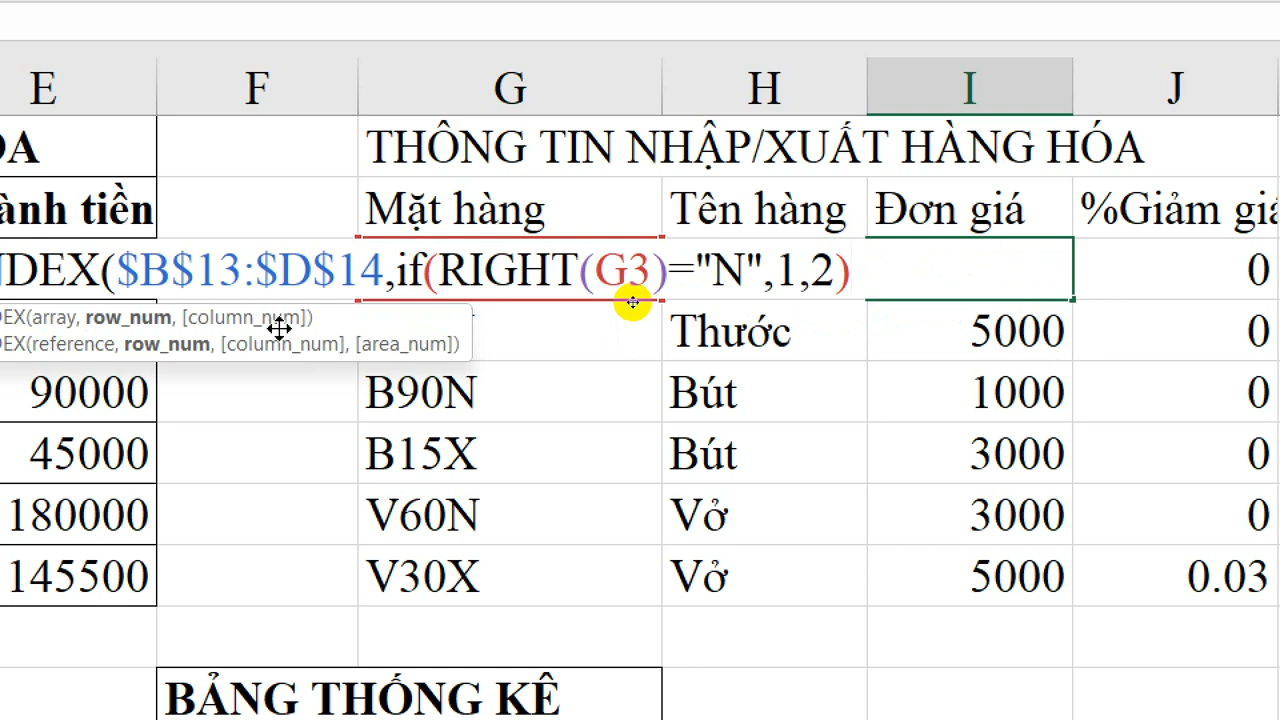 E F G H I J
ƠA THÔNG TIN NHẬP/XUẤT HÀNG HÓA
ành tiền Mặt hàng Tên hàng Đơn giá %Giảm giá
NDEX($B$13:$D$14,if(RIGHT(G3)="N",1,2) 0
DEX(array, row_num, [column_num])
Thước 5000 0
DEX(reference, row_num, [column_num], [area_num])
90000 B90N Bút 1000 0
45000 B15X Bút 3000 0
180000 V60N Vở 3000 0
145500 V30X Vở 5000 0.03
BẢNG THỐNG KÊ